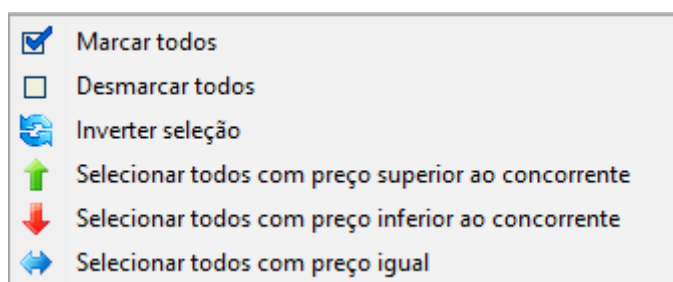 Marcar todos
Desmarcar todos
Inverter seleção
Selecionar todos com preço superior ao concorrente
Selecionar todos com preço inferior ao concorrente
Selecionar todos com preço igual